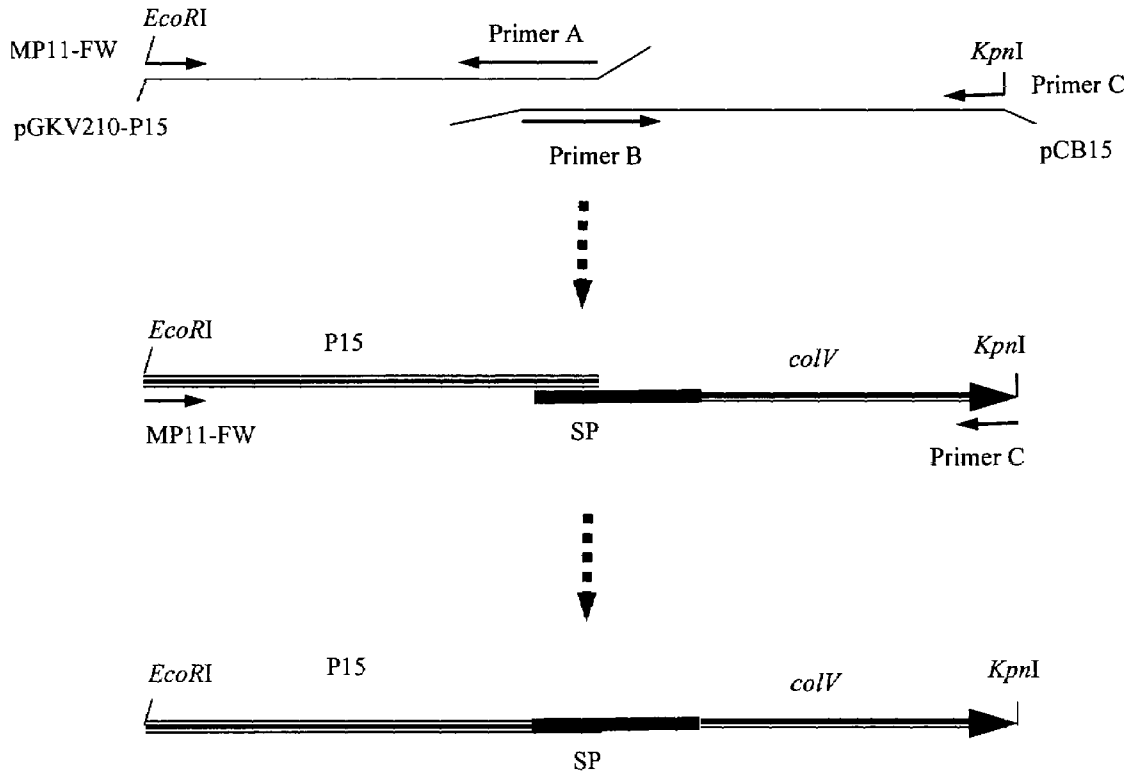 EcoRI
MP11-FW
Primer A
KpnI
Primer C
pGKV210-P15
Primer B
pCB15
EcoRI
P15
colV
KpnI
MP11-FW
SP
Primer C
EcoRI
P15
colV
KpnI
SP